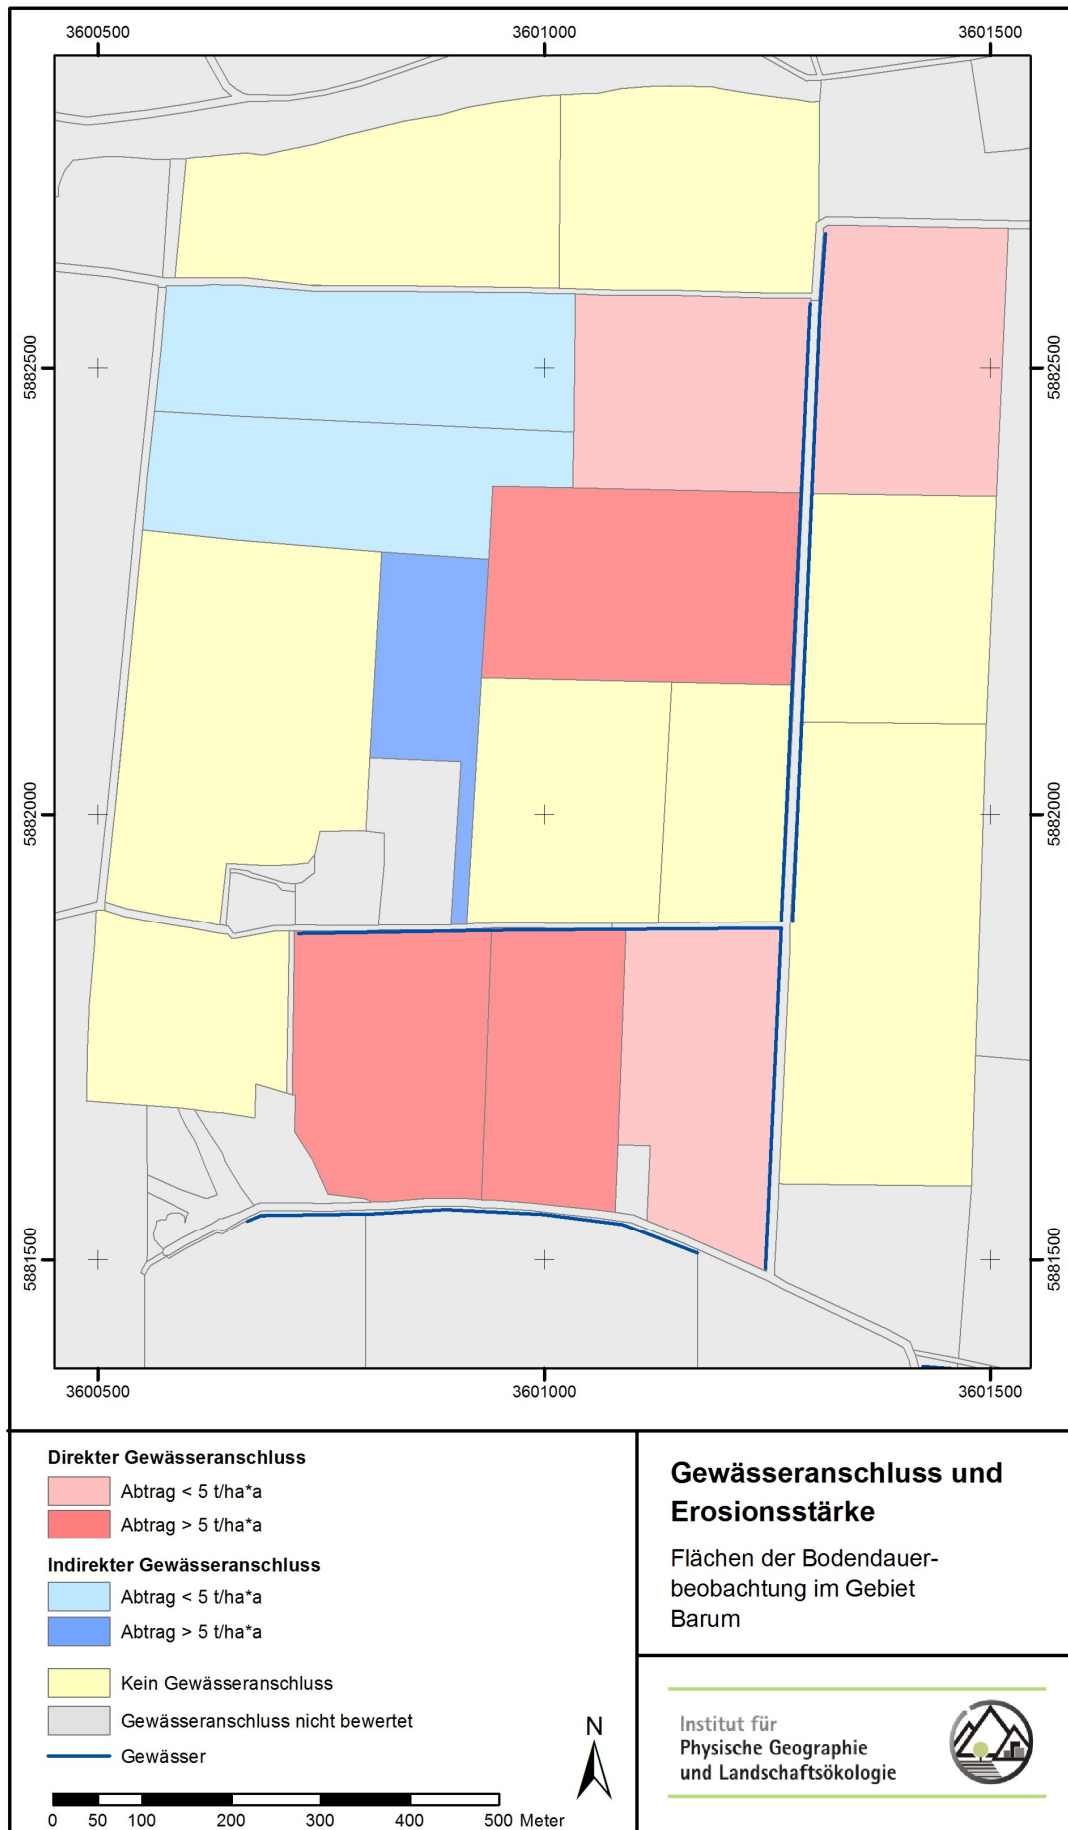 3600500 3601000 3601500
5882500 5882500
5882000 5882000
5881500 5881500
3600500 3601000 3601500
Direkter Gewässeranschluss
Abtrag < 5 t/ha*a
Abtrag > 5 t/ha*a
Indirekter Gewässeranschluss
Abtrag < 5 t/ha*a
Abtrag > 5 t/ha*a
Kein Gewässeranschluss
Gewässeranschluss nicht bewertet
Gewässer
N
0 50 100 200 300 400 500 Meter
Gewässeranschluss und
Erosionsstärke
Flächen der Bodendauer-
beobachtung im Gebiet
Barum
Institut für
Physische Geographie
und Landschaftsökologie